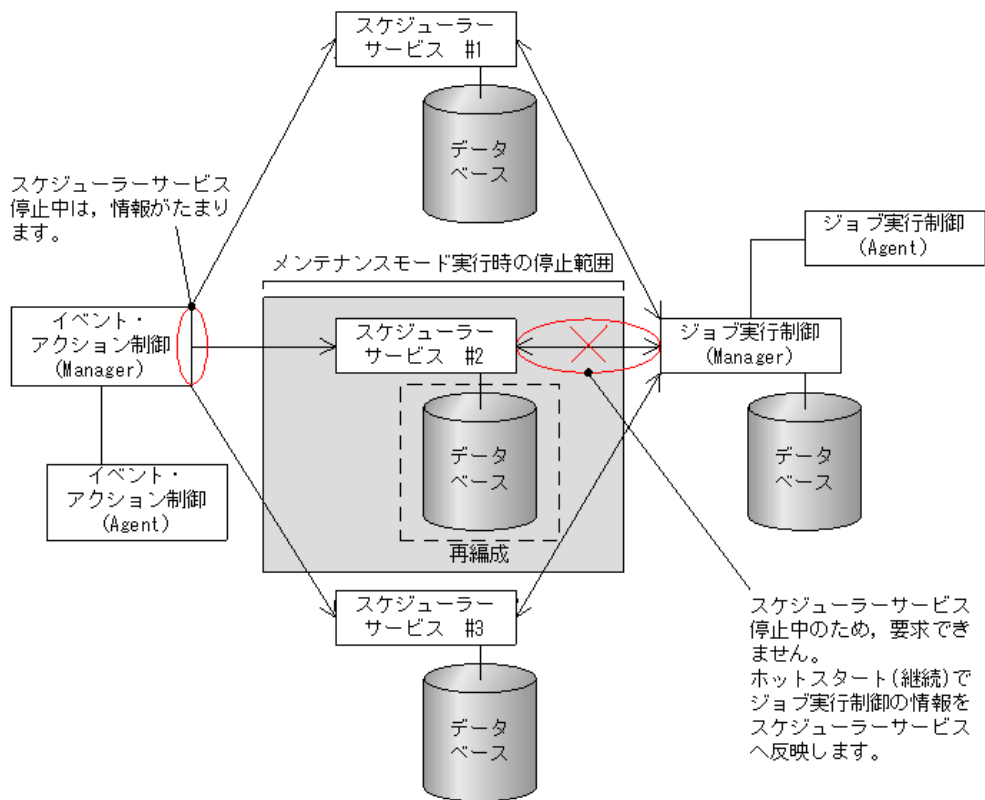 スケジューラー
サービス #1
データ
ベース
スケジューラーサービス
停止中は，情報がたまり
ます。
ジョブ実行制御
(Agent)
メンテナンスモード実行時の停止範囲
イベント・
アクション制御
(Manager)
スケジューラー
サービス #2
ジョブ実行制御
(Manager)
データ
ベース
データ
ベース
イベント・
アクション制御
(Agent)
再編成
スケジューラー
サービス #3
スケジューラーサービス
停止中のため，要求でき
ません。
ホットスタート(継続)で
ジョブ実行制御の情報を
スケジューラーサービス
へ反映します。
データ
ベース